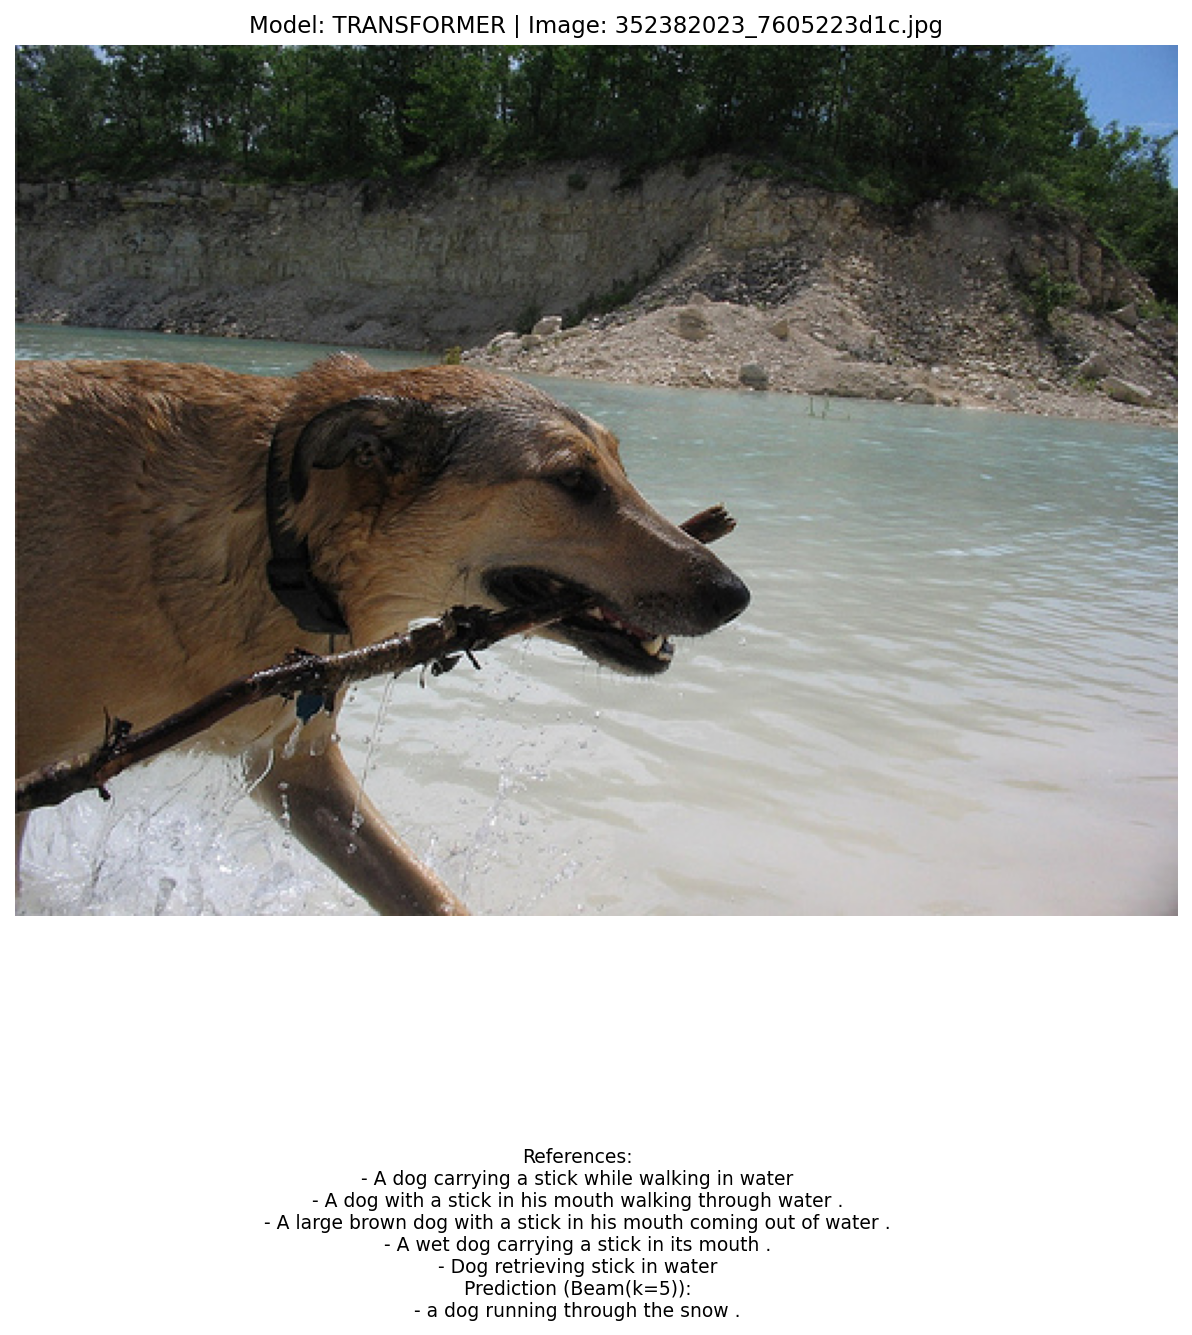 Model: TRANSFORMER | Image: 352382023_7605223d1c.jpg
References:
- A dog carrying a stick while walking in water
- A dog with a stick in his mouth walking through water .
- A large brown dog with a stick in his mouth coming out of water .
- A wet dog carrying a stick in its mouth .
- Dog retrieving stick in water
Prediction (Beam(k=5)):
- a dog running through the snow .